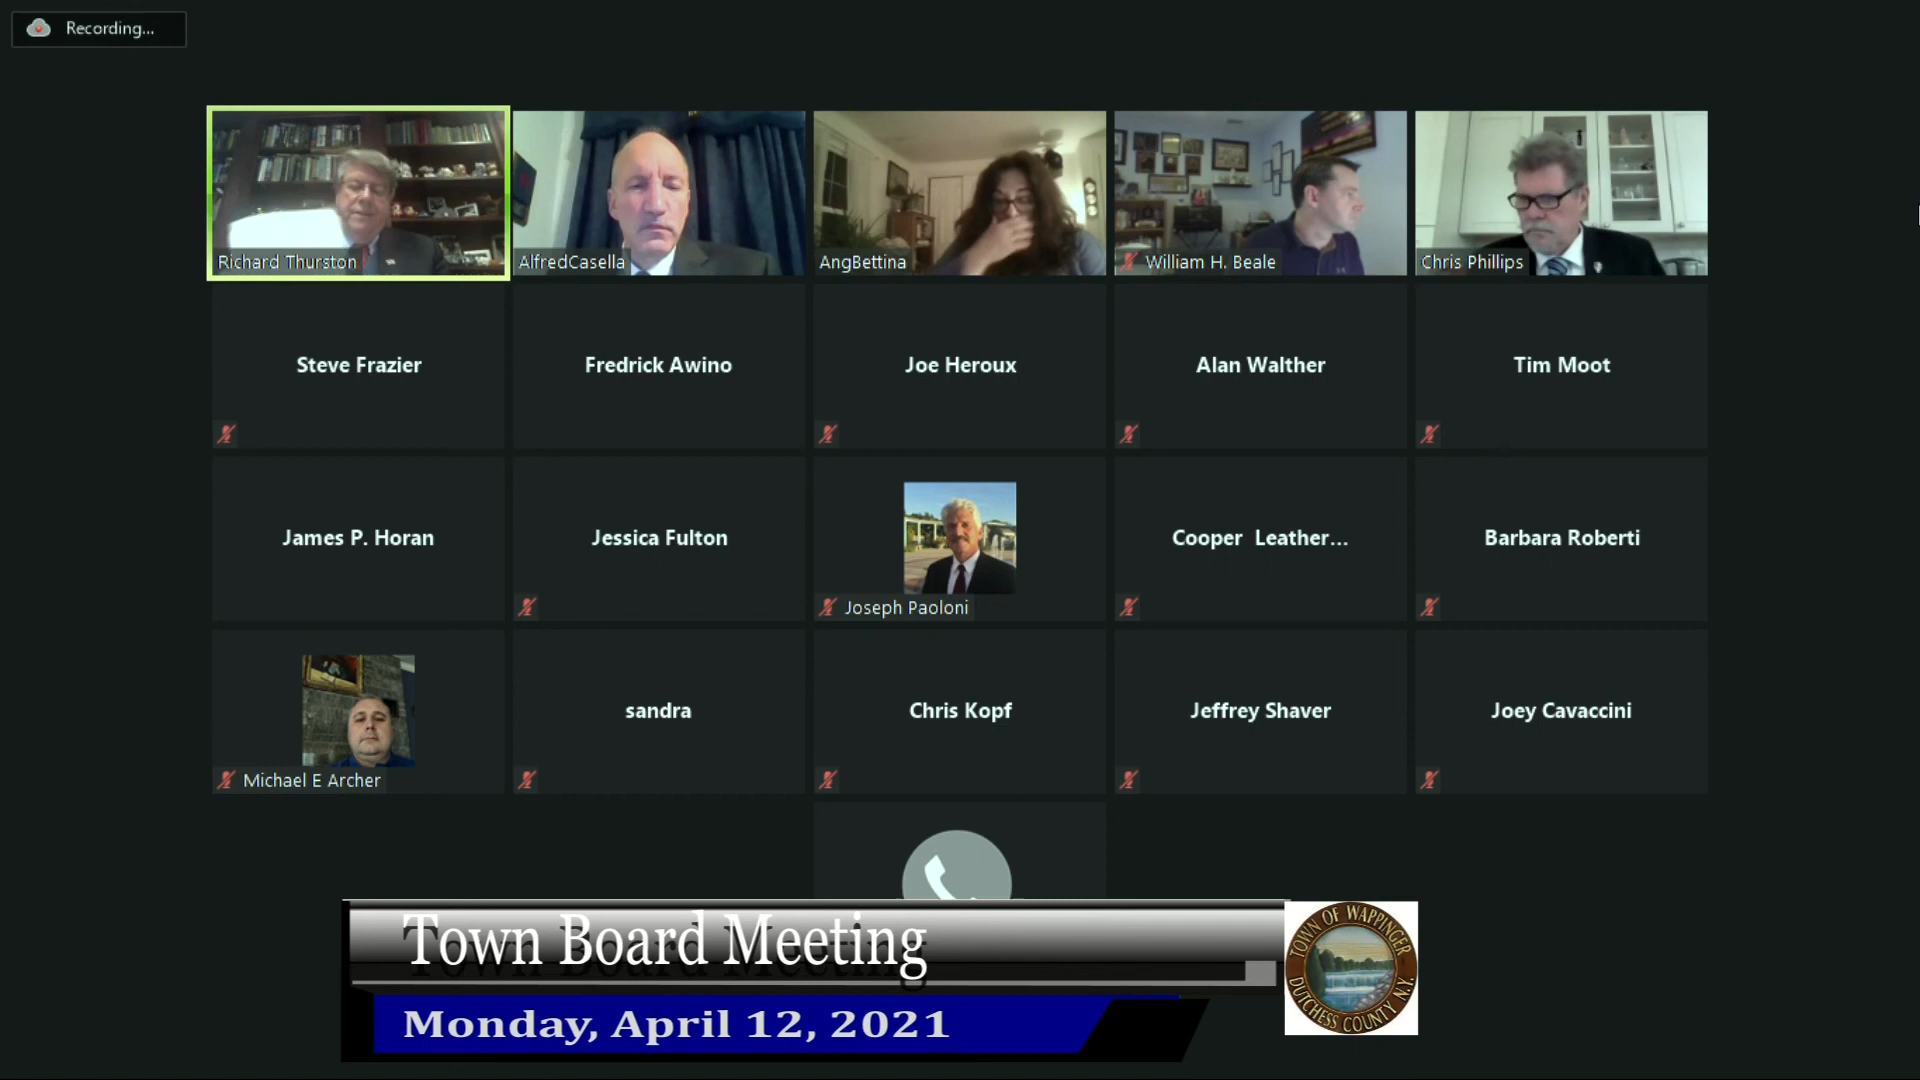 Recording...
Richard Thurston
AlfredCasella
AngBettina
William H. Beale
Chris Phillips
Steve Frazier
Fredrick Awino
Joe Heroux
Alan Walther
Tim Moot
James P. Horan
Jessica Fulton
Joseph Paoloni
Cooper Leather...
Barbara Roberti
Michael E Archer
sandra
Chris Kopf
Jeffrey Shaver
Joey Cavaccini
Town Board Meeting
Monday, April 12, 2021
TOWN OF WAPPINGER
DUTCHESS COUNTY N.Y.